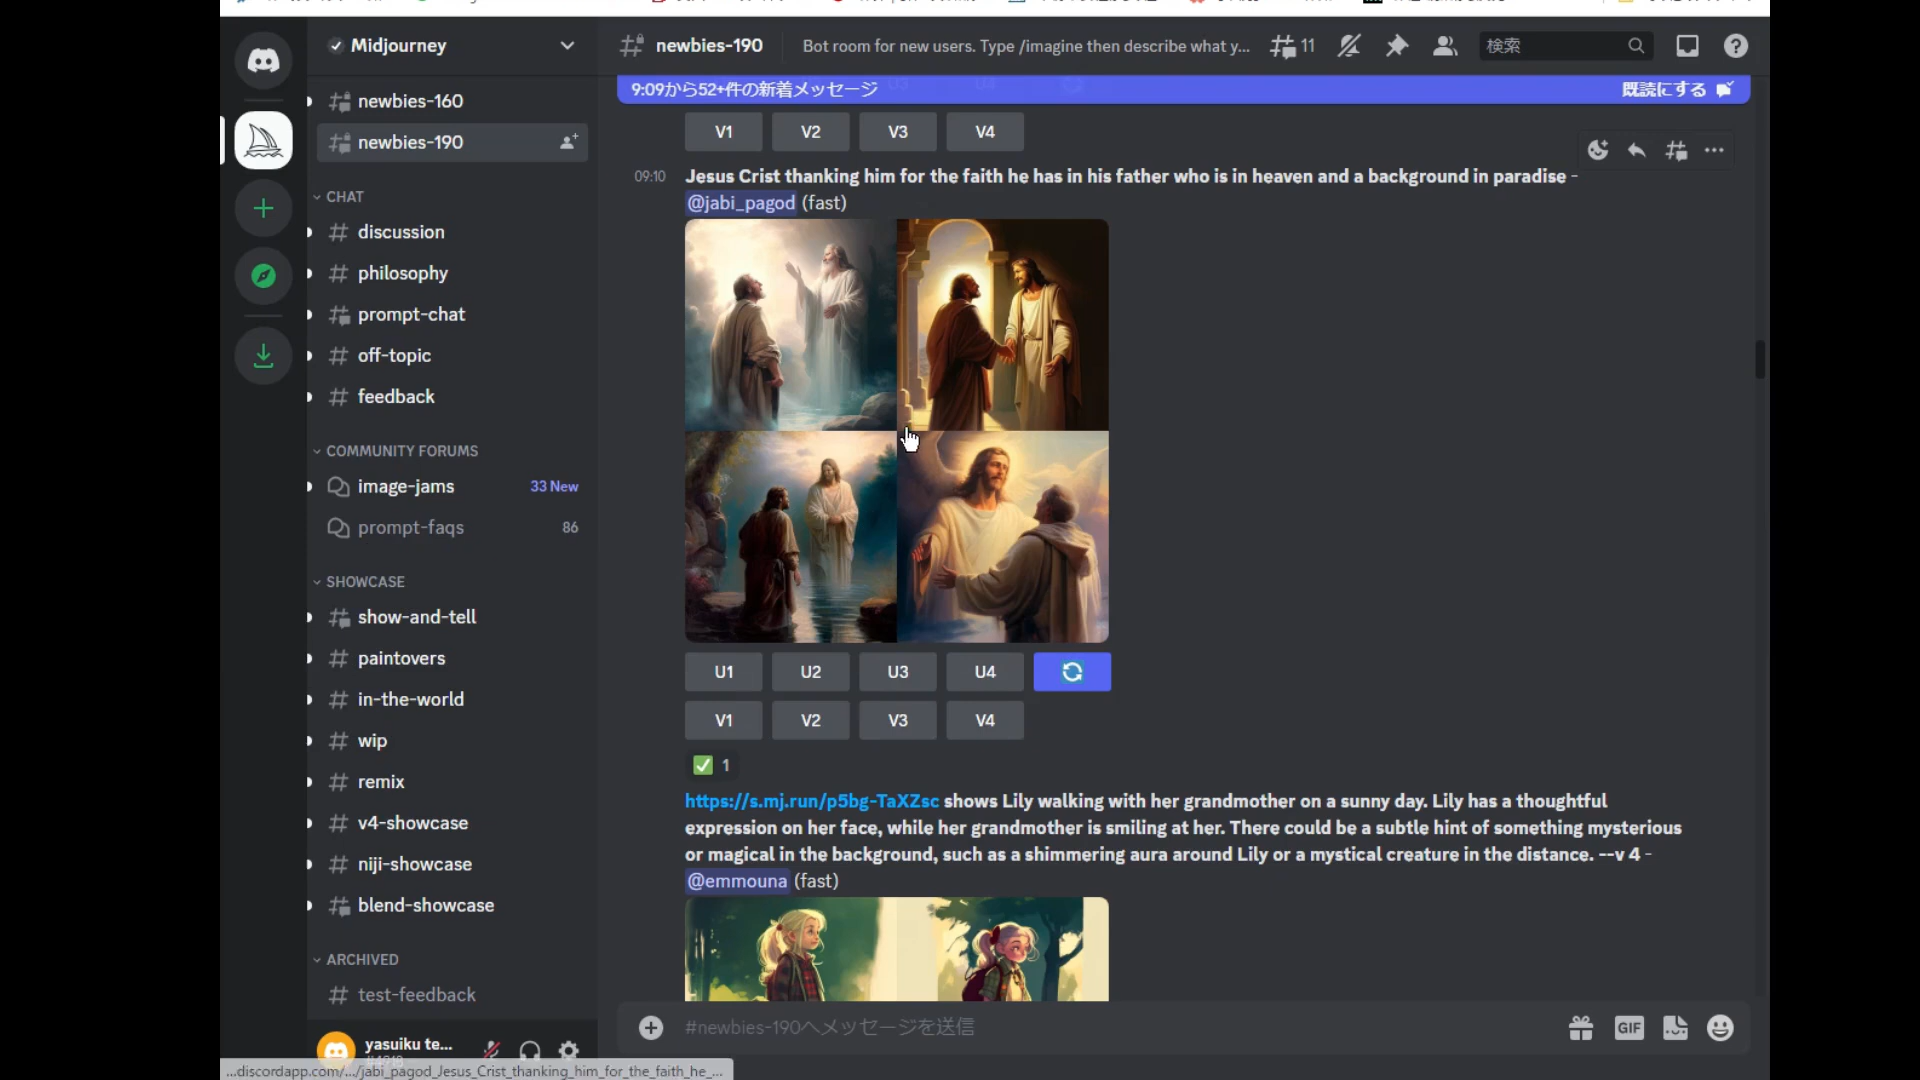 Midjourney
newbies-160
newbies-190
CHAT
discussion
philosophy
prompt-chat
off-topic
feedback
COMMUNITY FORUMS
image-jams 33 New
prompt-faqs 86
SHOWCASE
show-and-tell
paintovers
in-the-world
wip
remix
v4-showcase
niji-showcase
blend-showcase
ARCHIVED
test-feedback
yasuiku te...
...discordapp.com/.../jabi_pagod_Jesus_Crist_thanking_him_for_the_faith_he_...
newbies-190 Bot room for new users. Type /imagine then describe what y... 11 検索
9:09から52+件の新着メッセージ 既読にする
V1 V2 V3 V4
09:10 Jesus Crist thanking him for the faith he has in his father who is in heaven and a background in paradise -
@jabi_pagod (fast)
U1 U2 U3 U4
V1 V2 V3 V4
1
https://s.mj.run/p5bg-TaXZsc shows Lily walking with her grandmother on a sunny day. Lily has a thoughtful
expression on her face, while her grandmother is smiling at her. There could be a subtle hint of something mysterious
or magical in the background, such as a shimmering aura around Lily or a mystical creature in the distance. --v 4 -
@emmouna (fast)
#newbies-190へメッセージを送信
GIF